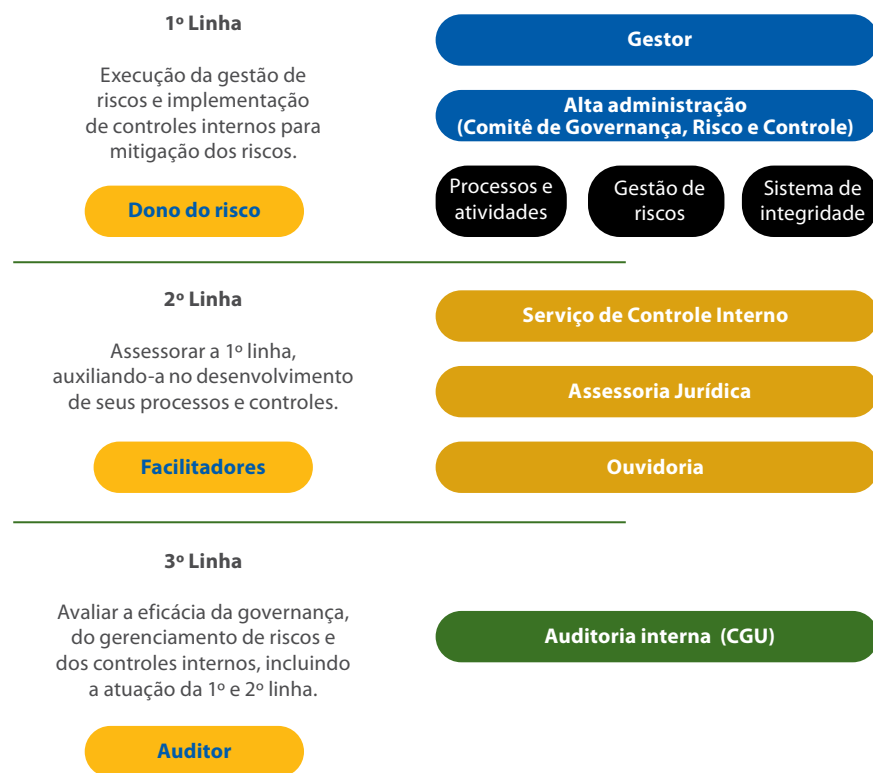 1º Linha
Execução da gestão de
riscos e implementação
de controles internos para
mitigação dos riscos.
Dono do risco
Gestor
Alta administração
(Comitê de Governança, Risco e Controle)
Processos e
atividades
Gestão de
riscos
Sistema de
integridade
2º Linha
Assessorar a 1º linha,
auxiliando-a no desenvolvimento
de seus processos e controles.
Facilitadores
Serviço de Controle Interno
Assessoria Jurídica
Ouvidoria
3º Linha
Avaliar a eficácia da governança,
do gerenciamento de riscos e
dos controles internos, incluindo
a atuação da 1º e 2º linha.
Auditor
Auditoria interna (CGU)